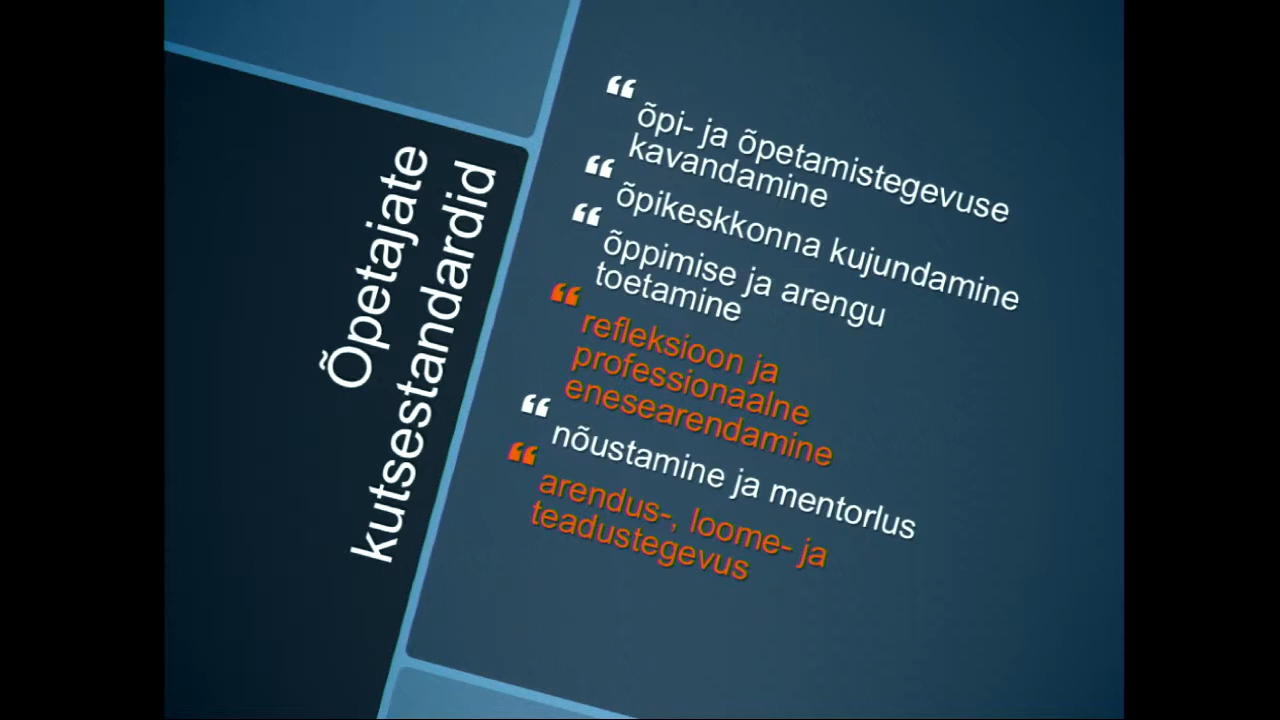 Õpetajate
kutsestandardid
“ õpi- ja õpetamistegevuse
kavandamine
“ õpikeskkonna kujundamine
“ õppimise ja arengu
toetamine
“ refleksioon ja
professionaalne
enesearendamine
“ nõustamine ja mentorlus
“ arendus-, loome- ja
teadustegevus